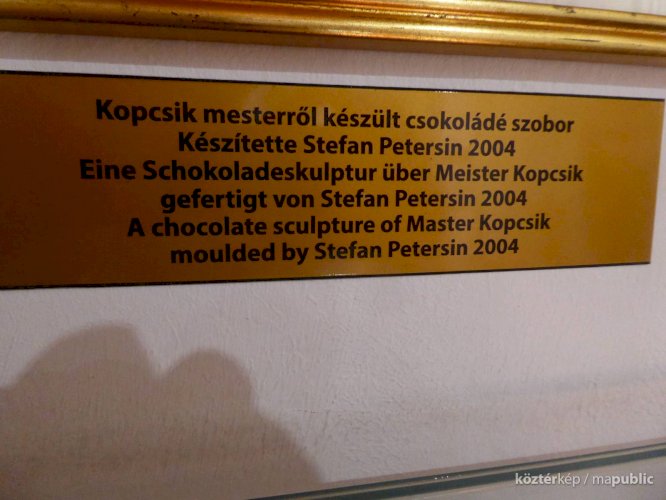 Kopcsik mesterről készült csokoládé szobor
Készítette Stefan Petersin 2004
Eine Schokoladeskulptur über Meister Kopcsik
gefertigt von Stefan Petersin 2004
A chocolate sculpture of Master Kopcsik
moulded by Stefan Petersin 2004
köztérkép / mapublic